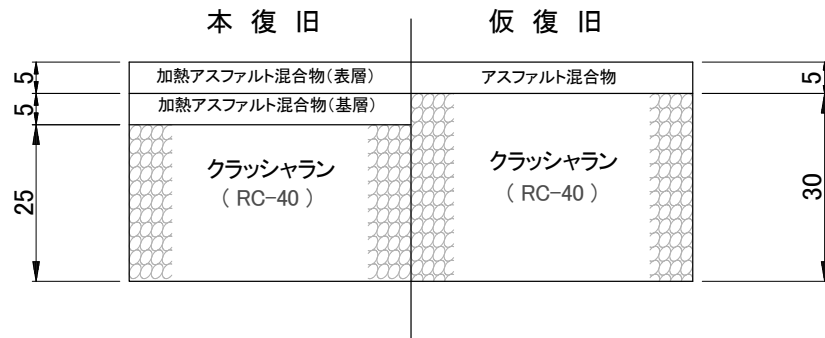 本 復 旧
仮 復 旧
5
加熱アスファルト混合物(表層)
アスファルト混合物
5
5
加熱アスファルト混合物(基層)
25
クラッシャラン
( RC-40 )
クラッシャラン
( RC-40 )
30